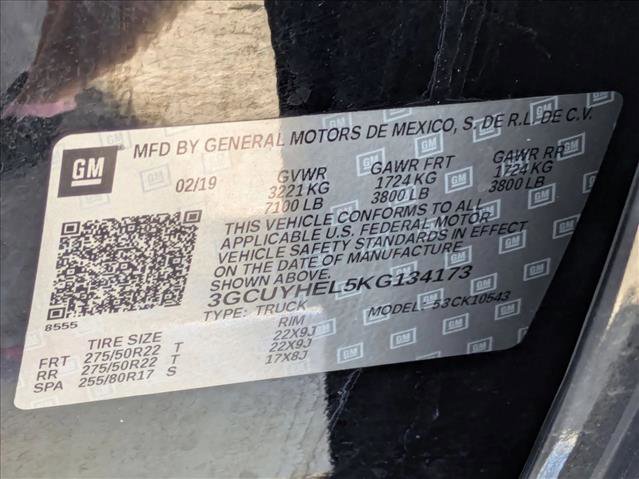 GM
MFD BY GENERAL MOTORS DE MEXICO, S. DE R.L. DE C.V.
02/19 GVWR GAWR FRT GAWR RR
3221 KG 1724 KG 1724 KG
7100 LB 3800 LB 3800 LB
THIS VEHICLE CONFORMS TO ALL
APPLICABLE U.S. FEDERAL MOTOR
VEHICLE SAFETY STANDARDS IN EFFECT
ON THE DATE OF MANUFACTURE
SHOWN ABOVE.
3GCUYHEL5KG134173
8555
TYPE: TRUCK MODEL: 53CK10543
TIRE SIZE RIM
FRT 275/50R22 T 22X9J
RR 275/50R22 T 22X9J
SPA 255/80R17 S 17X8J